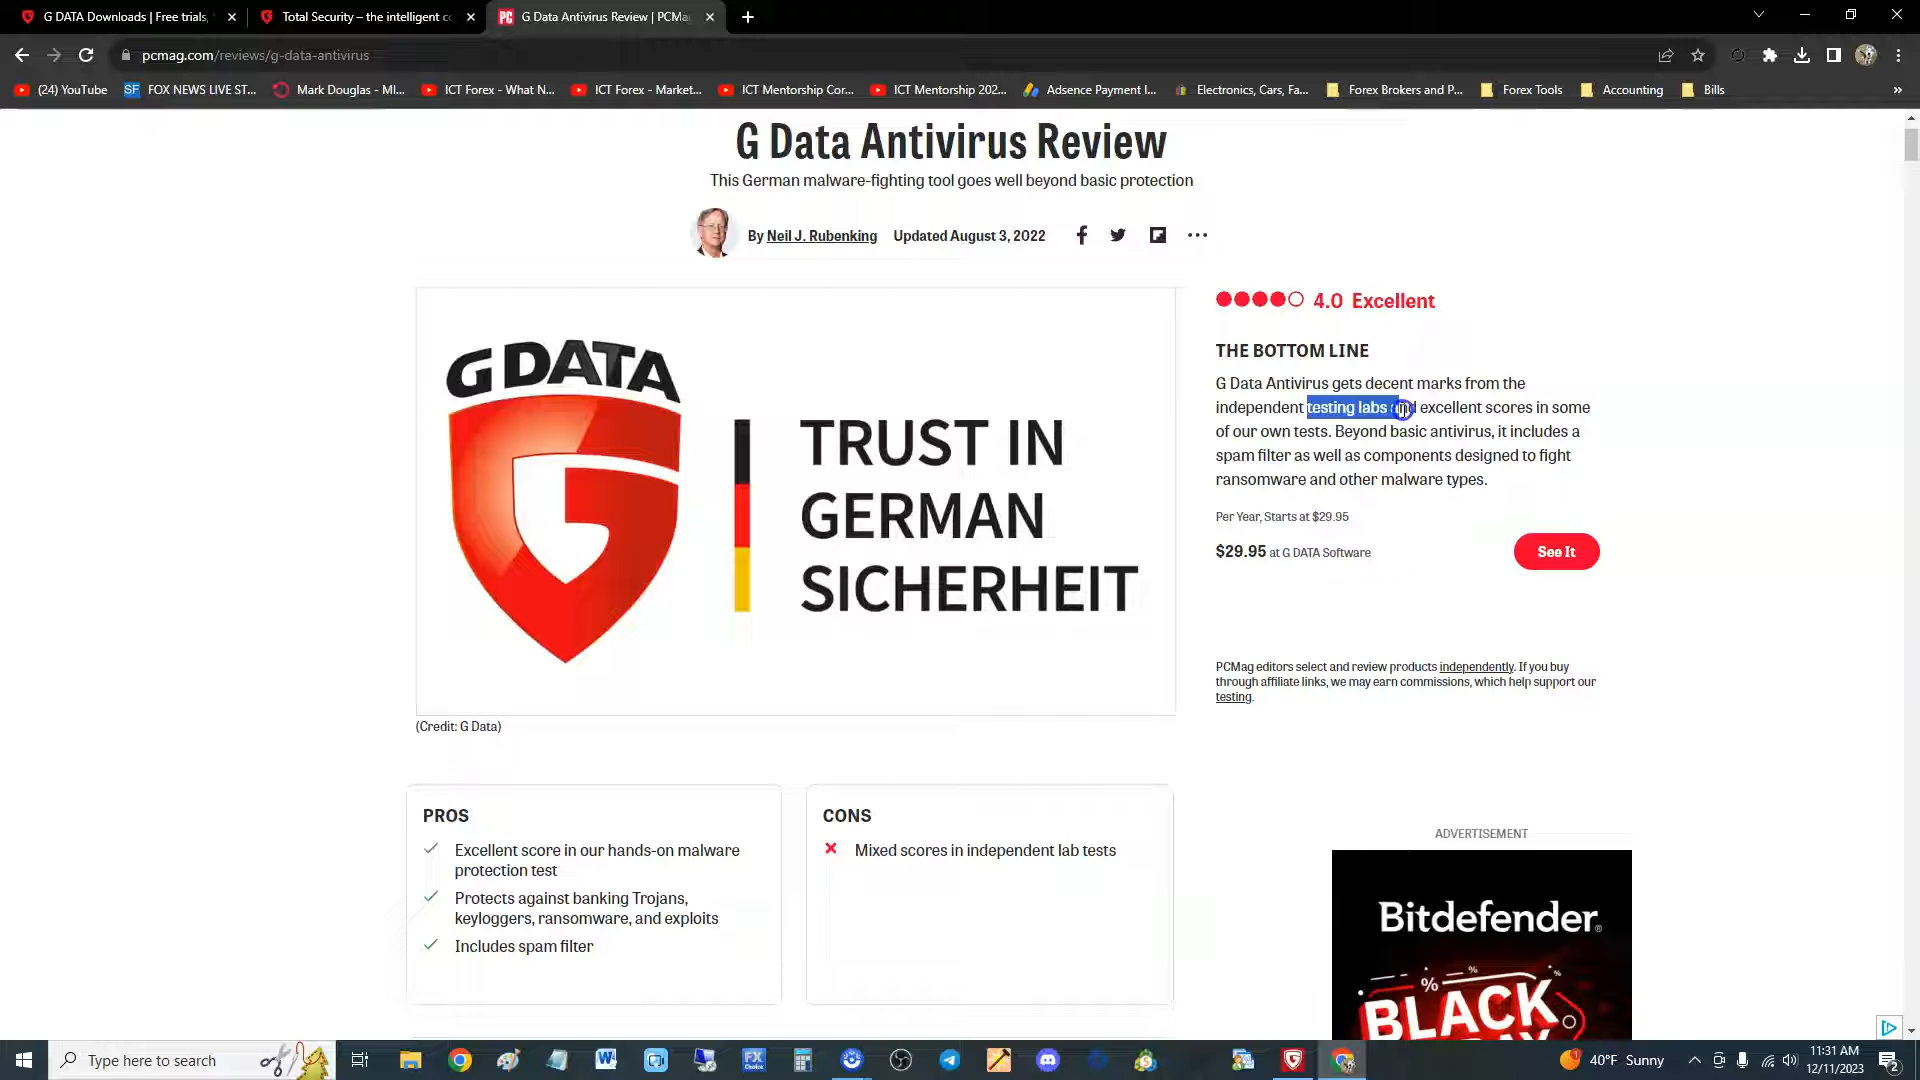 G DATA Downloads | Free trials,
Total Security – the intelligent co
PC
G Data Antivirus Review | PCMa
pcmag.com/reviews/g-data-antivirus
(24) YouTube
SF
FOX NEWS LIVE ST...
Mark Douglas - MI...
ICT Forex - What N...
ICT Forex - Market...
ICT Mentorship Cor...
ICT Mentorship 202...
Adsence Payment I...
Electronics, Cars, Fa...
Forex Brokers and P...
Forex Tools
Accounting
Bills
»
G Data Antivirus Review
This German malware-fighting tool goes well beyond basic protection
By Neil J. Rubenking
Updated August 3, 2022
G DATA
TRUST IN
GERMAN
SICHERHEIT
(Credit: G Data)
4.0 Excellent
THE BOTTOM LINE
G Data Antivirus gets decent marks from the
independent testing labs and excellent scores in some
of our own tests. Beyond basic antivirus, it includes a
spam filter as well as components designed to fight
ransomware and other malware types.
Per Year, Starts at $29.95
$29.95 at G DATA Software
See It
PCMag editors select and review products independently. If you buy
through affiliate links, we may earn commissions, which help support our
testing.
PROS
Excellent score in our hands-on malware
protection test
Protects against banking Trojans,
keyloggers, ransomware, and exploits
Includes spam filter
CONS
Mixed scores in independent lab tests
ADVERTISEMENT
Bitdefender®
BLACK
Type here to search
FX
Choice
40°F Sunny
11:31 AM
12/11/2023
2